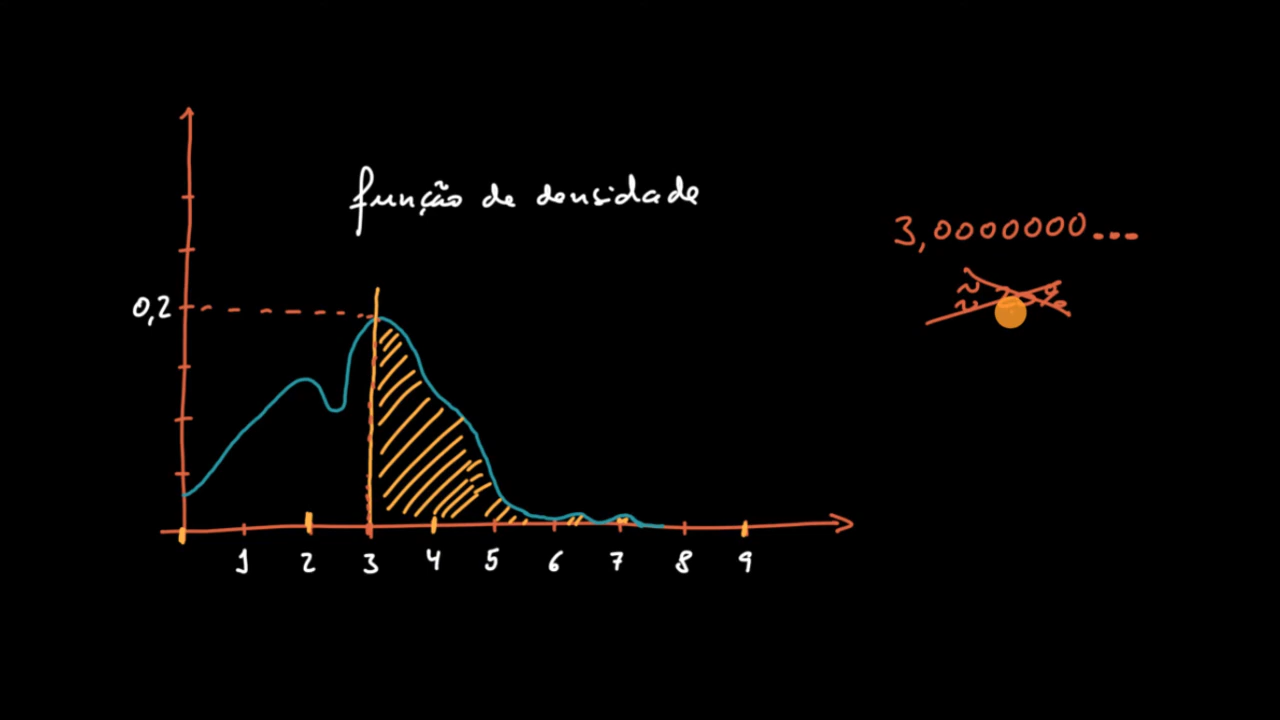 função de densidade
3,0000000...
0,2
1 2 3 4 5 6 7 8 9